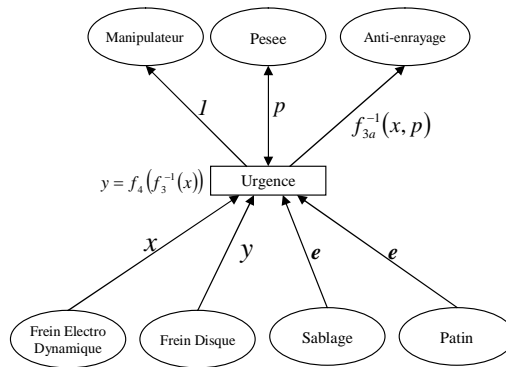 Manipulateur
Pesee
Anti-enrayage
1
p
f_{3a}^{-1}(x, p)
y = f_4(f_3^{-1}(x))
Urgence
x
y
e
e
Frein Electro
Dynamique
Frein Disque
Sablage
Patin